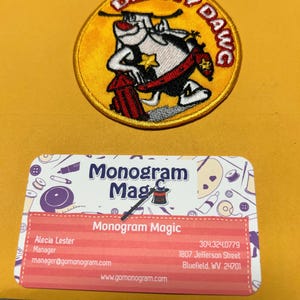 DAWG
Monogram
Magic
Monogram Magic
Alecia Lester
Manager
manager@gomonogram.com
304.324.0779
1807 Jefferson Street
Bluefield, WV 24701
www.gomonogram.com